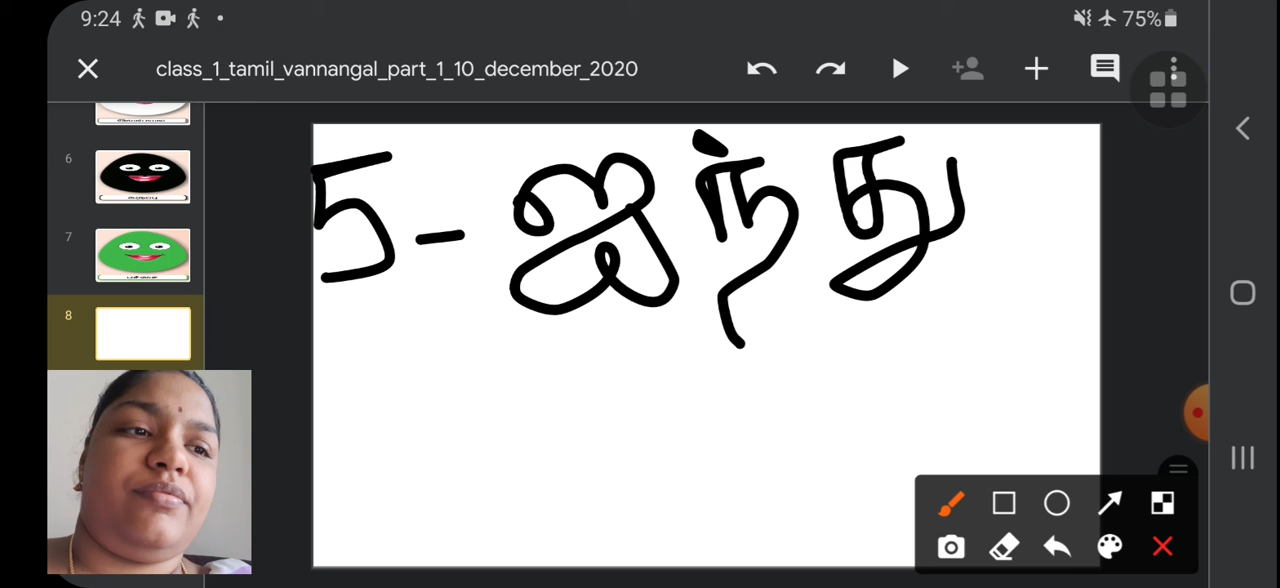 9:24
75%
class_1_tamil_vannangal_part_1_10_december_2020
6
7
8
5 - ஐந்து